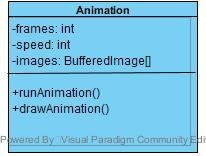 Animation
-frames: int
-speed: int
-images: BufferedImage[]
+runAnimation()
+drawAnimation()
Powered By Visual Paradigm Community Edi